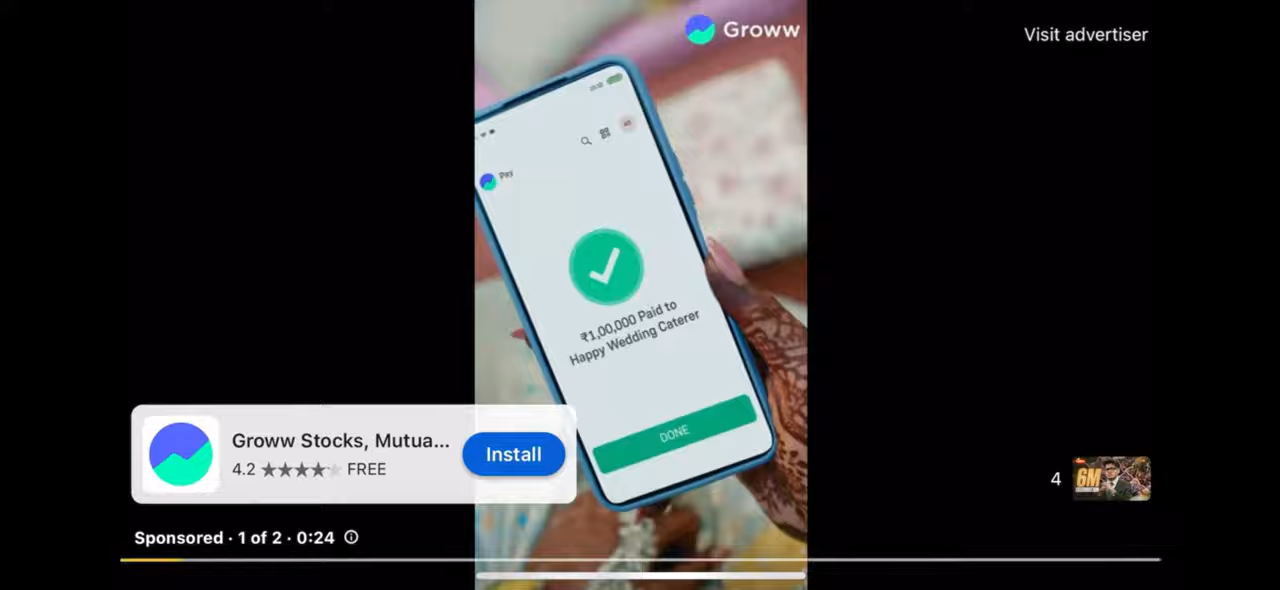 Groww
Visit advertiser
Pay
₹1,00,000 Paid to
Happy Wedding Caterer
DONE
Groww Stocks, Mutua...
4.2 ★★★★★ FREE
Install
4
6M
Sponsored · 1 of 2 · 0:24